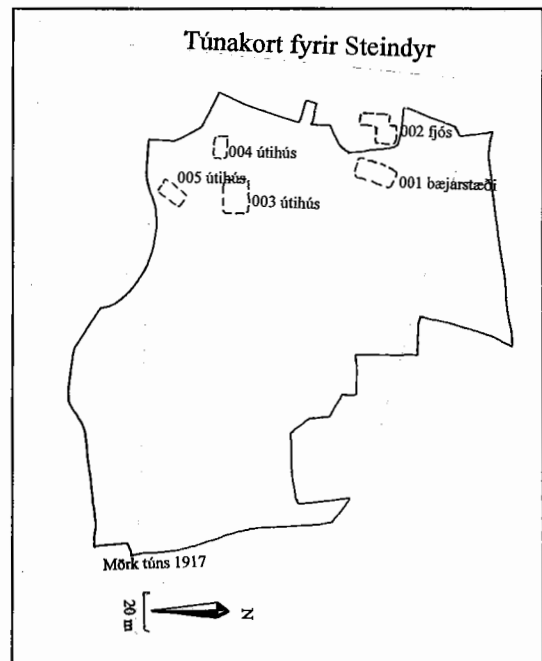 Túnakort fyrir Steindyr
002 fjós
004 útihús
005 útihús
001 bæjarstæði
003 útihús
Mörk túns 1917
20 m
N